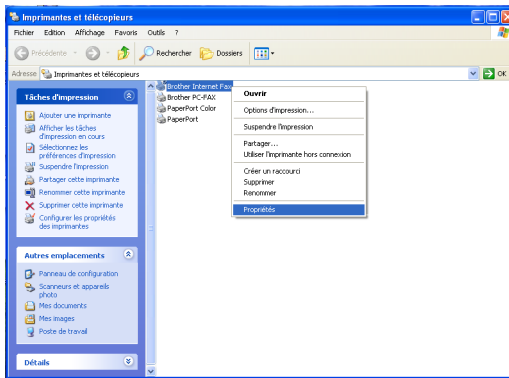 Imprimantes et télécopieurs
Fichier Edition Affichage Favoris Outils ?
Précédente Rechercher Dossiers
Adresse Imprimantes et télécopieurs OK
Tâches d'impression
Ajouter une imprimante
Afficher les tâches
d'impression en cours
Sélectionnez les
préférences d'impression
Suspendre l'impression
Partager cette imprimante
Renommer cette imprimante
Supprimer cette imprimante
Configurer les propriétés
des imprimantes
Autres emplacements
Panneau de configuration
Scanneurs et appareils
photo
Mes documents
Mes images
Poste de travail
Détails
Brother Internet Fax
Brother PC-FAX
PaperPort Color
PaperPort
Ouvrir
Options d'impression...
Suspendre l'impression
Partager...
Utiliser l'imprimante hors connexion
Créer un raccourci
Supprimer
Renommer
Propriétés